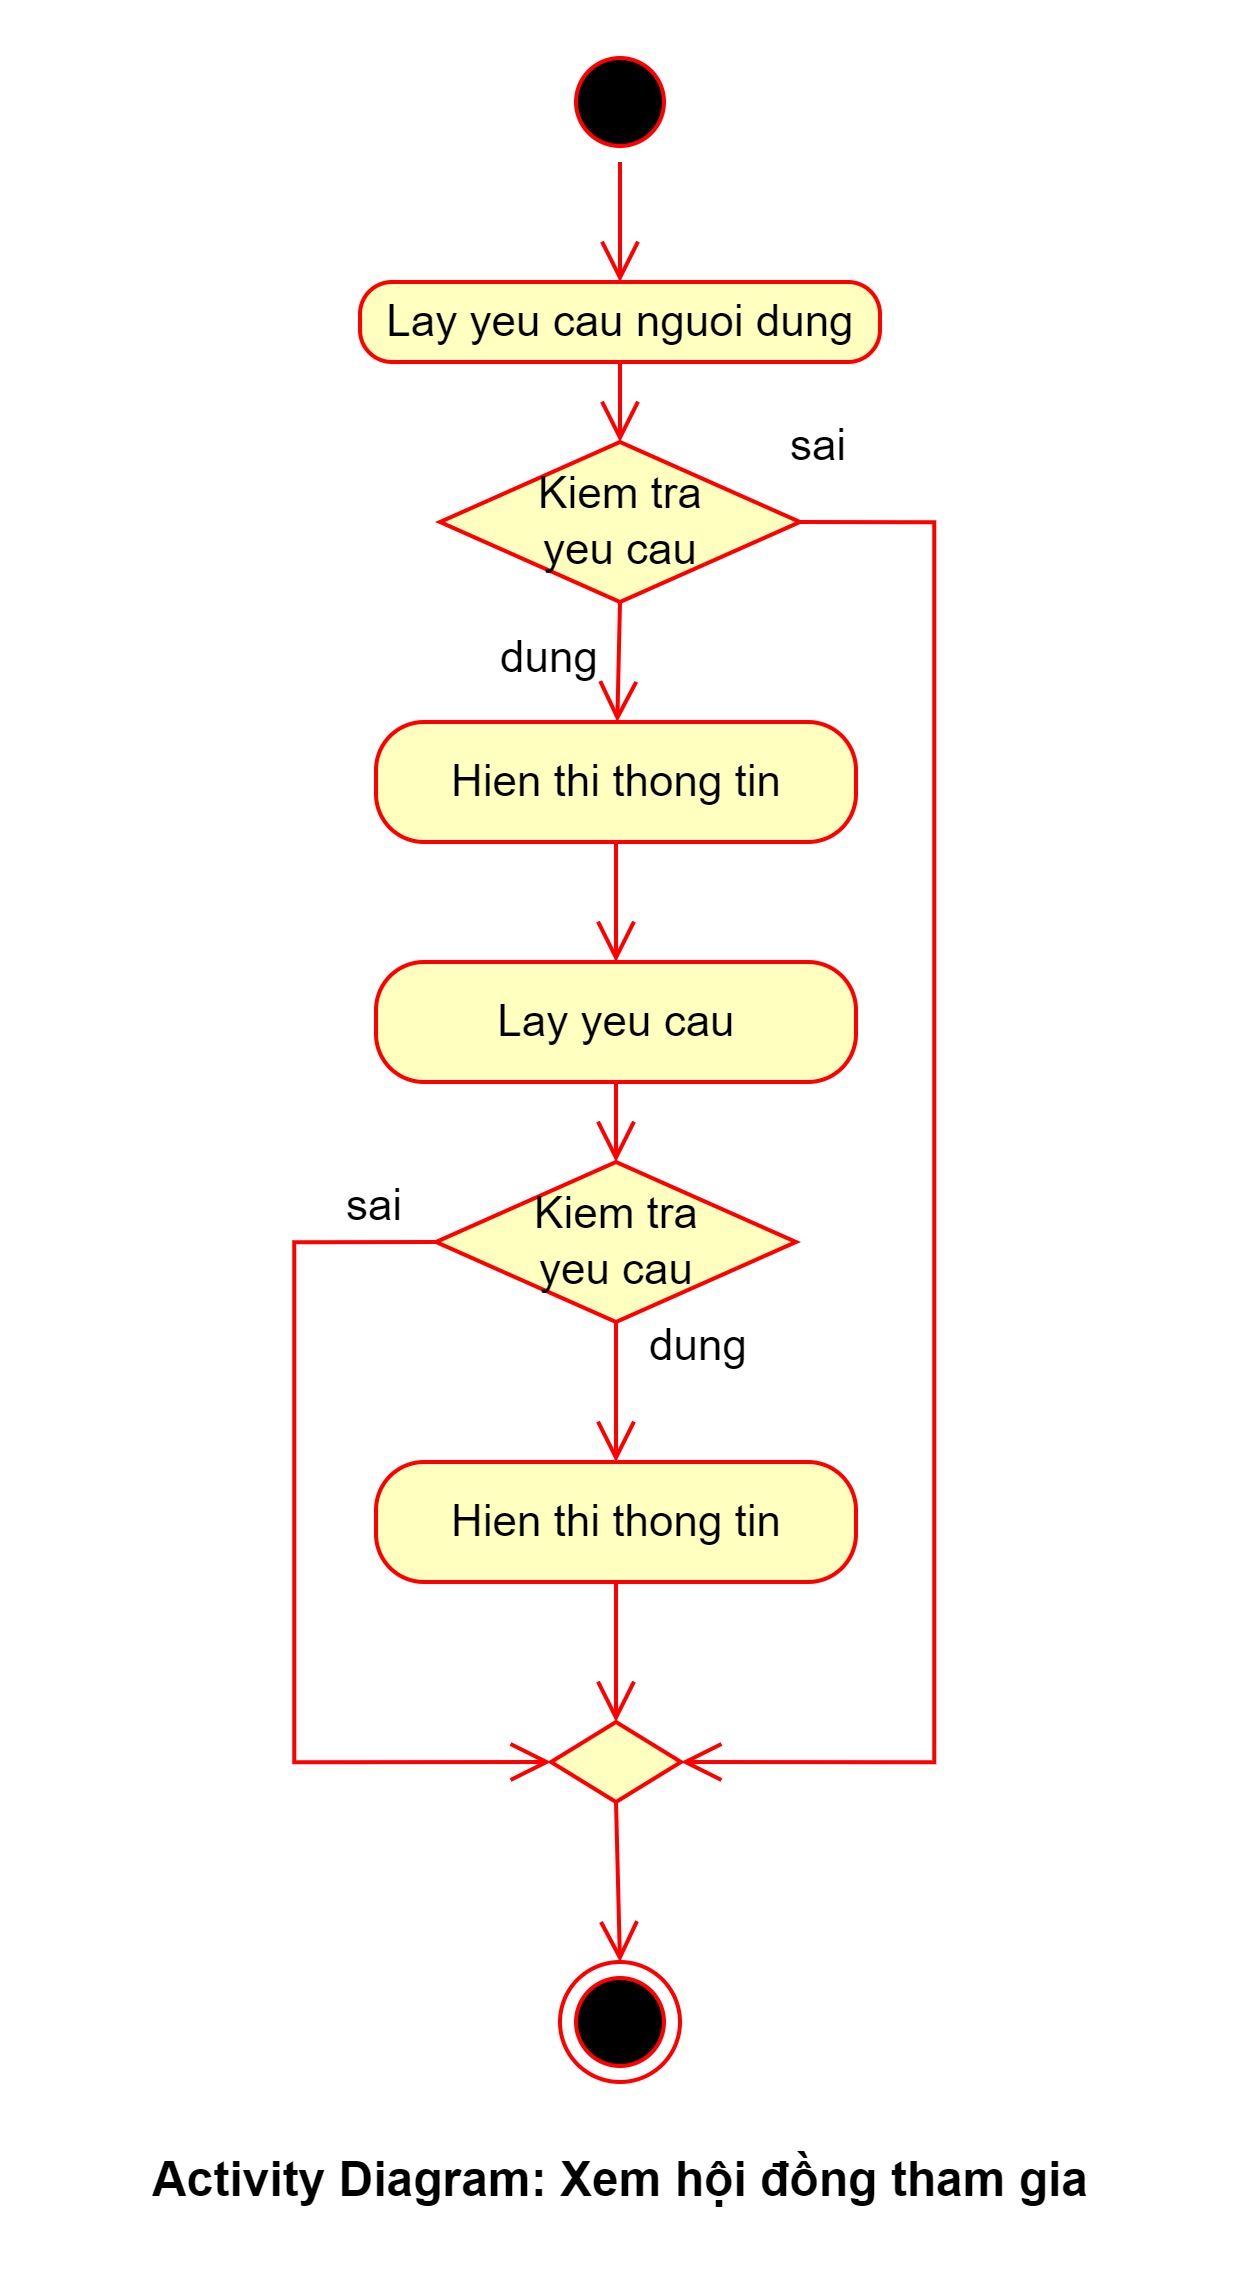 Lay yeu cau nguoi dung
sai
Kiem tra
yeu cau
dung
Hien thi thong tin
Lay yeu cau
sai
Kiem tra
yeu cau
dung
Hien thi thong tin
Activity Diagram: Xem hội đồng tham gia